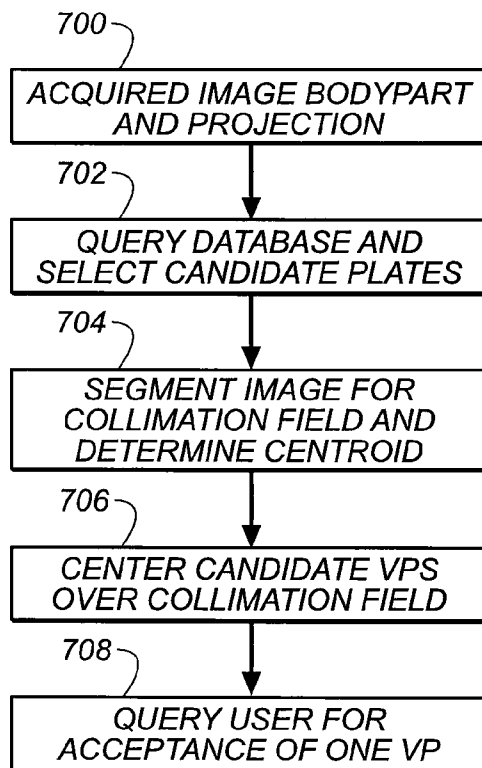 700
ACQUIRED IMAGE BODYPART
AND PROJECTION
702
QUERY DATABASE AND
SELECT CANDIDATE PLATES
704
SEGMENT IMAGE FOR
COLLIMATION FIELD AND
DETERMINE CENTROID
706
CENTER CANDIDATE VPS
OVER COLLIMATION FIELD
708
QUERY USER FOR
ACCEPTANCE OF ONE VP